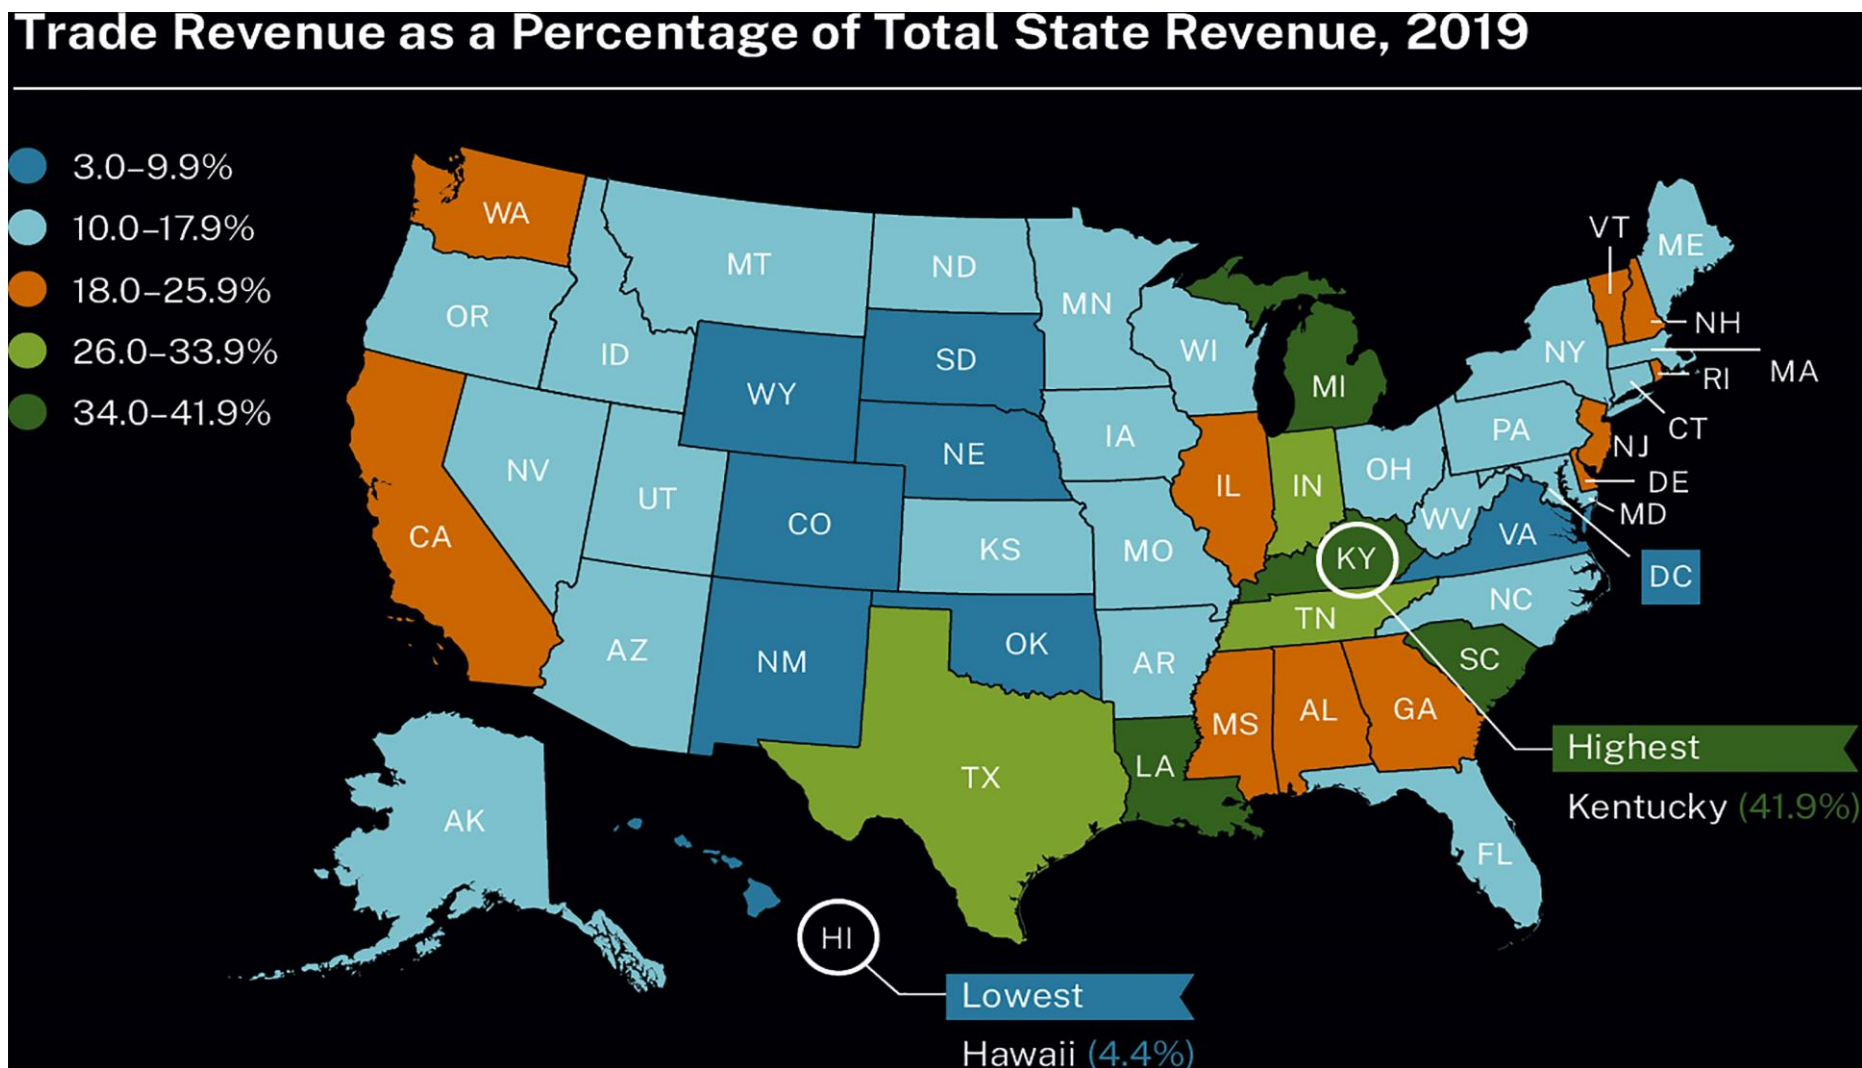 Trade Revenue as a Percentage of Total State Revenue, 2019
3.0–9.9%
10.0–17.9%
18.0–25.9%
26.0–33.9%
34.0–41.9%
WA
MT
ND
MN
VT
ME
OR
ID
WY
SD
WI
MI
NY
NH
MA
RI
CT
NV
UT
CO
NE
IA
IL
IN
OH
PA
NJ
DE
MD
DC
CA
KS
MO
KY
WV
VA
AZ
NM
OK
AR
TN
NC
SC
TX
LA
MS
AL
GA
FL
AK
HI
Highest
Kentucky (41.9%)
Lowest
Hawaii (4.4%)